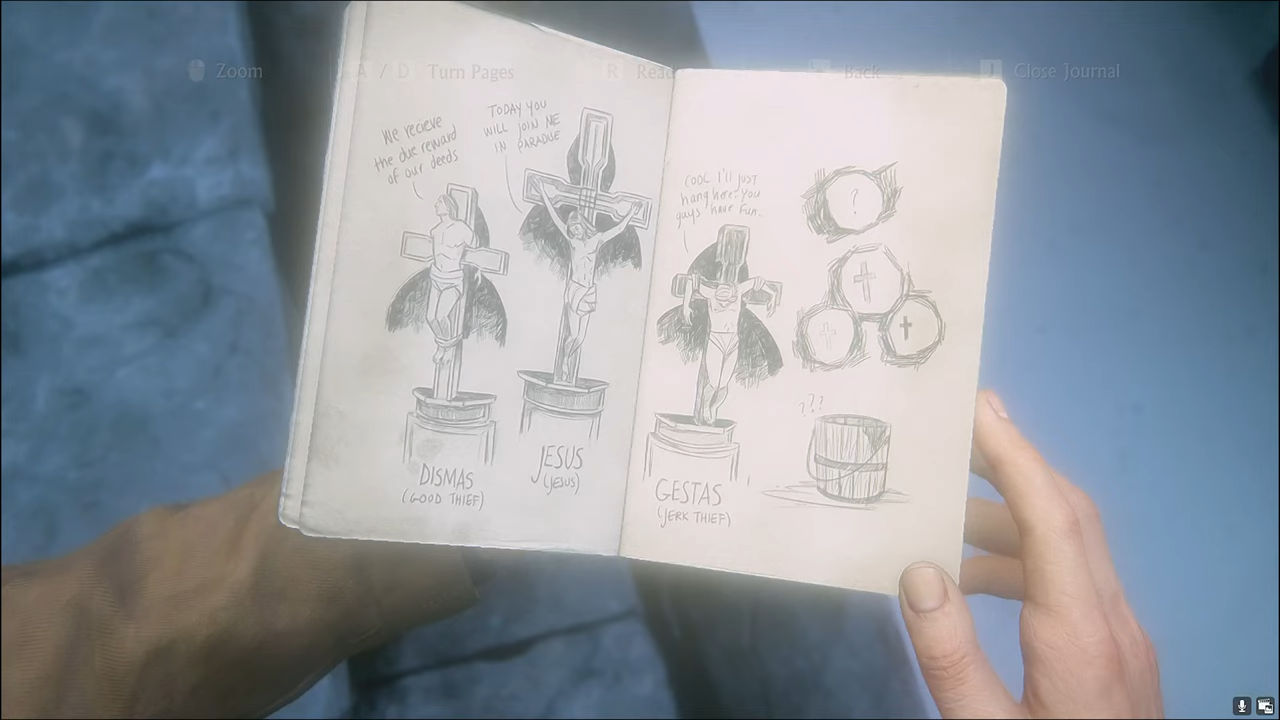 Zoom
A / D Turn Pages
R Read
Back
J Close Journal
We recieve
the due reward
of our deeds
TODAY YOU
WILL JOIN ME
IN PARADISE
COOL I'll JUST
hang here. You
guys have fun.
?
???
DISMAS
(GOOD THIEF)
JESUS
(JESUS)
GESTAS
(JERK THIEF)